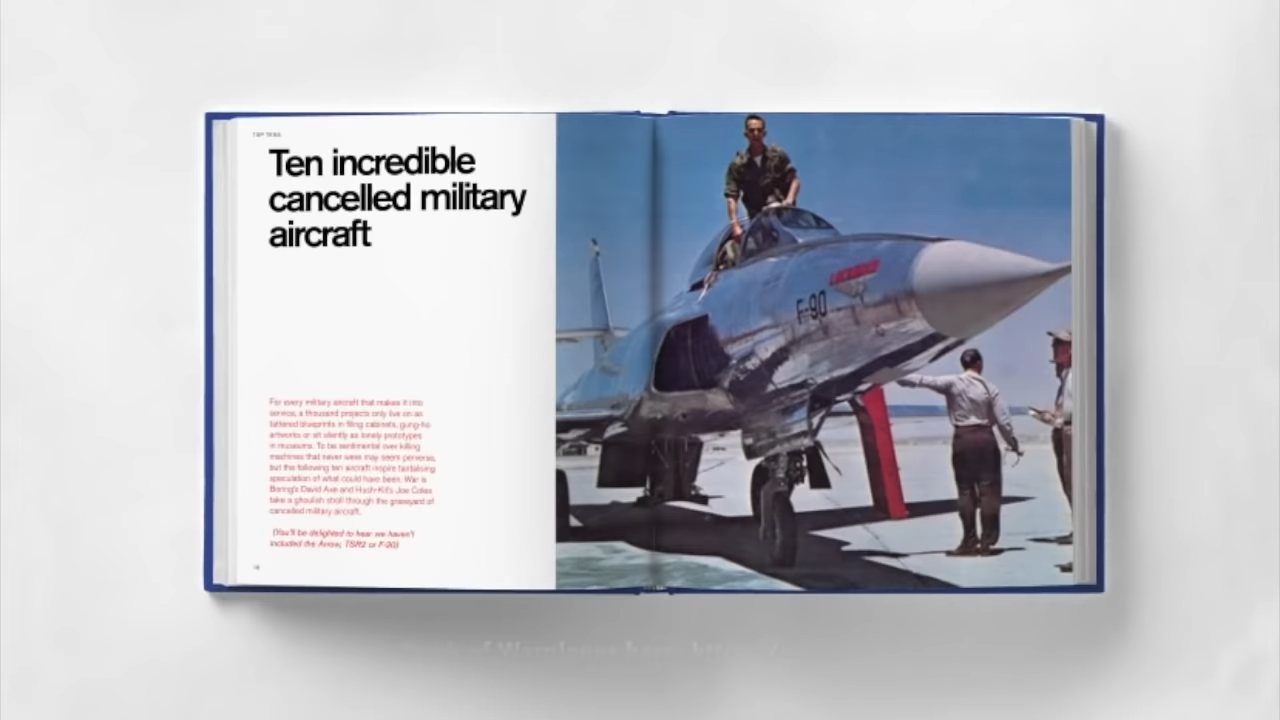 TOP TENS
Ten incredible
cancelled military
aircraft
For every military aircraft that makes it into
service, a thousand projects only live on as
tattered blueprints in filing cabinets, gung-ho
artworks or sit silently as lonely prototypes
in museums. To be sentimental over killing
machines that never were may seem perverse,
but the following ten aircraft inspire tantalising
speculation of what could have been. War is
Boring's David Axe and Hush-Kit's Joe Coles
take a ghoulish stroll through the graveyard of
cancelled military aircraft.
(You'll be delighted to hear we haven't
included the Arrow, TSR2 or F-20)
LOCKHEED
F-90
of Warplanes here